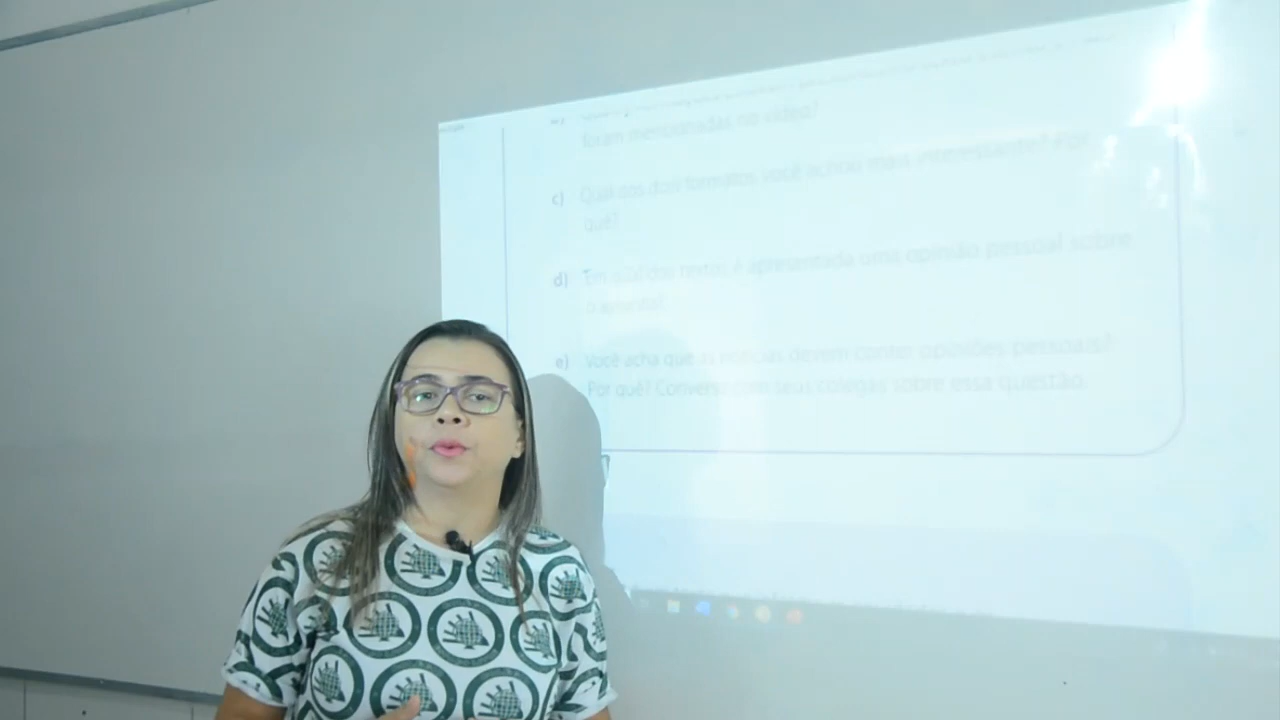 foram mencionadas no vídeo?
c) Qual dos dois formatos você achou mais interessante? Por
quê?
d) Em qual dos textos é apresentada uma opinião pessoal sobre
e) Você acha que as notícias devem conter opiniões pessoais?
Por quê? Converse com seus colegas sobre essa questão.